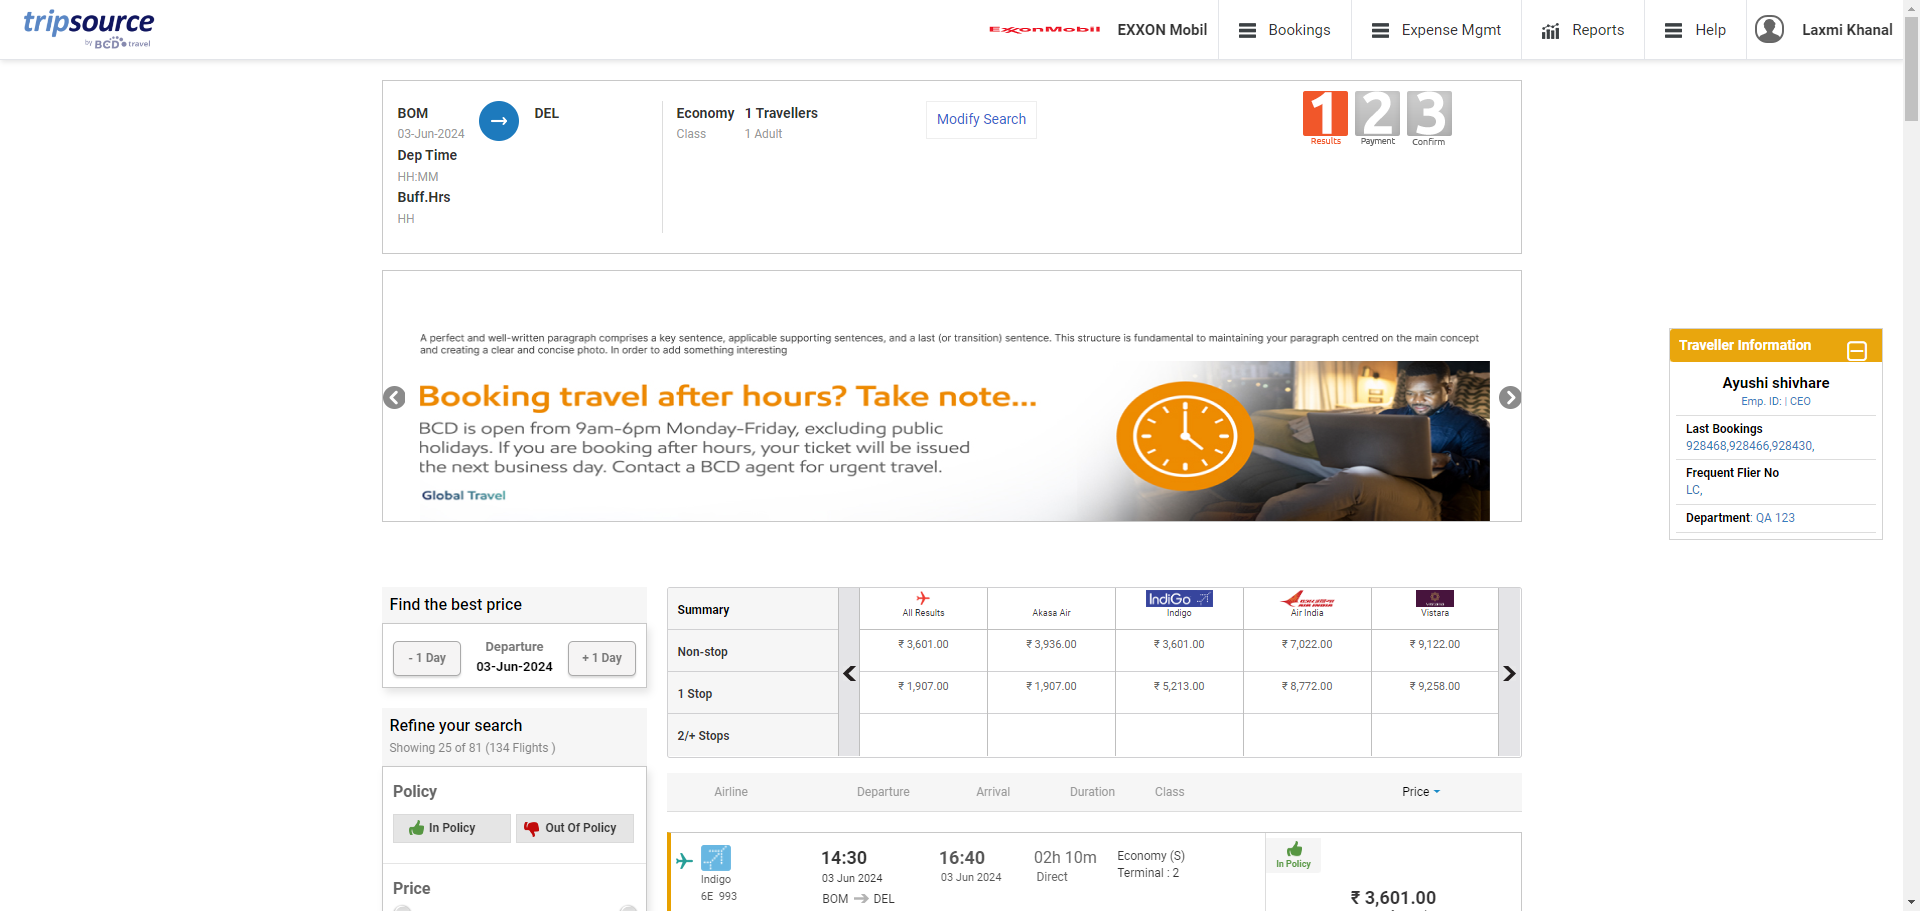 tripsource
by BCD travel
ExxonMobil
EXXON Mobil
Bookings
Expense Mgmt
Reports
Help
Laxmi Khanal
BOM
03-Jun-2024
DEL
Dep Time
HH:MM
Buff.Hrs
HH
Economy
Class
1 Travellers
1 Adult
Modify Search
1 2 3
Results Payment Confirm
A perfect and well-written paragraph comprises a key sentence, applicable supporting sentences, and a last (or transition) sentence. This structure is fundamental to maintaining your paragraph centred on the main concept
and creating a clear and concise photo. In order to add something interesting
Booking travel after hours? Take note...
BCD is open from 9am-6pm Monday-Friday, excluding public
holidays. If you are booking after hours, your ticket will be issued
the next business day. Contact a BCD agent for urgent travel.
Global Travel
Traveller Information
Ayushi shivhare
Emp. ID: | CEO
Last Bookings
928468,928466,928430,
Frequent Flier No
LC,
Department: QA 123
Find the best price
- 1 Day
Departure
03-Jun-2024
+ 1 Day
Refine your search
Showing 25 of 81 (134 Flights )
Policy
In Policy
Out Of Policy
Price
Summary
All Results
Akasa Air
IndiGo
Indigo
AIR INDIA
Air India
Vistara
Non-stop ₹ 3,601.00 ₹ 3,936.00 ₹ 3,601.00 ₹ 7,022.00 ₹ 9,122.00
1 Stop ₹ 1,907.00 ₹ 1,907.00 ₹ 5,213.00 ₹ 8,772.00 ₹ 9,258.00
2/+ Stops
Airline Departure Arrival Duration Class Price
Indigo
6E 993
14:30
03 Jun 2024
BOM DEL
16:40
03 Jun 2024
02h 10m
Direct
Economy (S)
Terminal : 2
In Policy
₹ 3,601.00